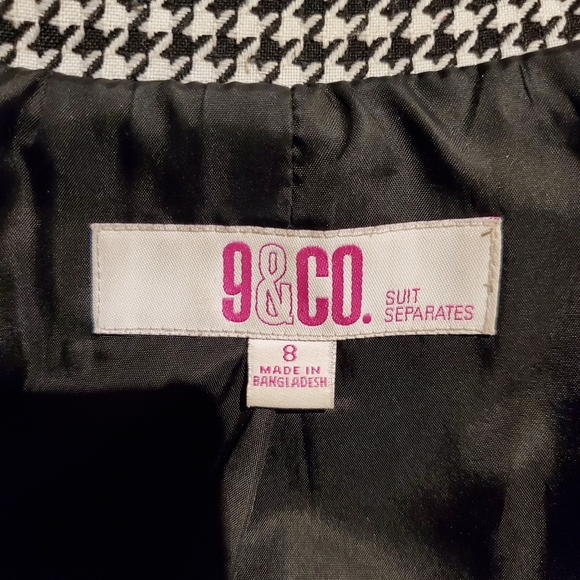 9&CO.
SUIT
SEPARATES
8
MADE IN
BANGLADESH